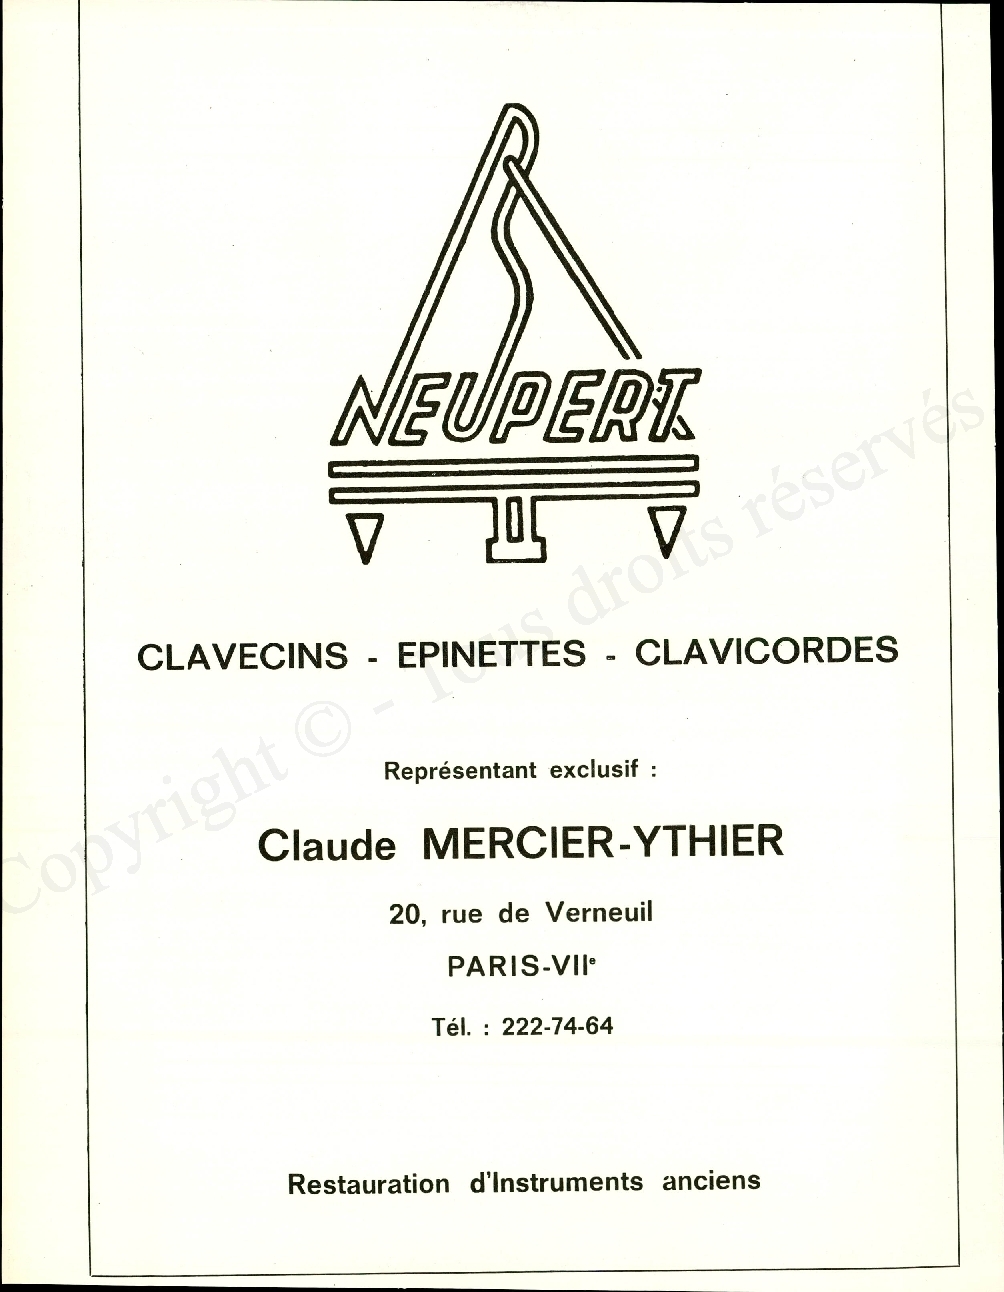 NEUPERT
CLAVECINS - EPINETTES - CLAVICORDES
Représentant exclusif :
Claude MERCIER-YTHIER
20, rue de Verneuil
PARIS-VIIe
Tél. : 222-74-64
Restauration d'Instruments anciens
Copyright © - Tous droits réservés